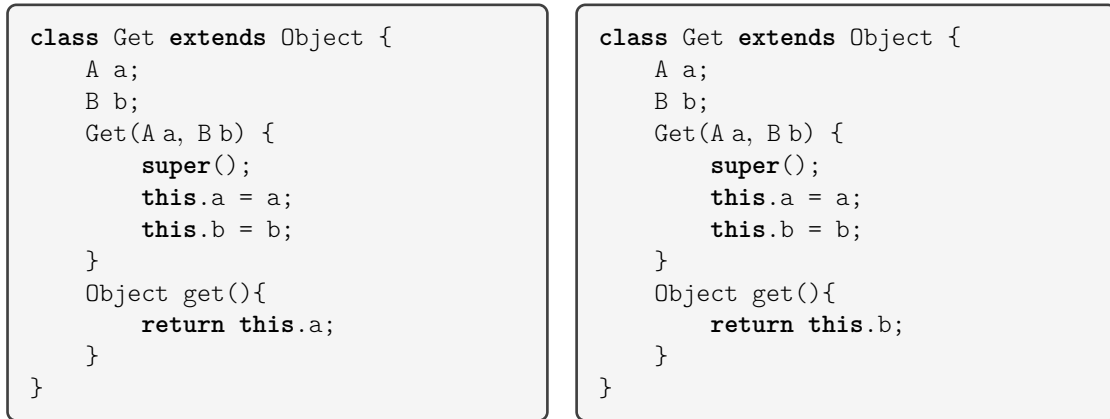 class Get extends Object {
    A a;
    B b;
    Get(A a, B b) {
        super();
        this.a = a;
        this.b = b;
    }
    Object get(){
        return this.a;
    }
}
class Get extends Object {
    A a;
    B b;
    Get(A a, B b) {
        super();
        this.a = a;
        this.b = b;
    }
    Object get(){
        return this.b;
    }
}